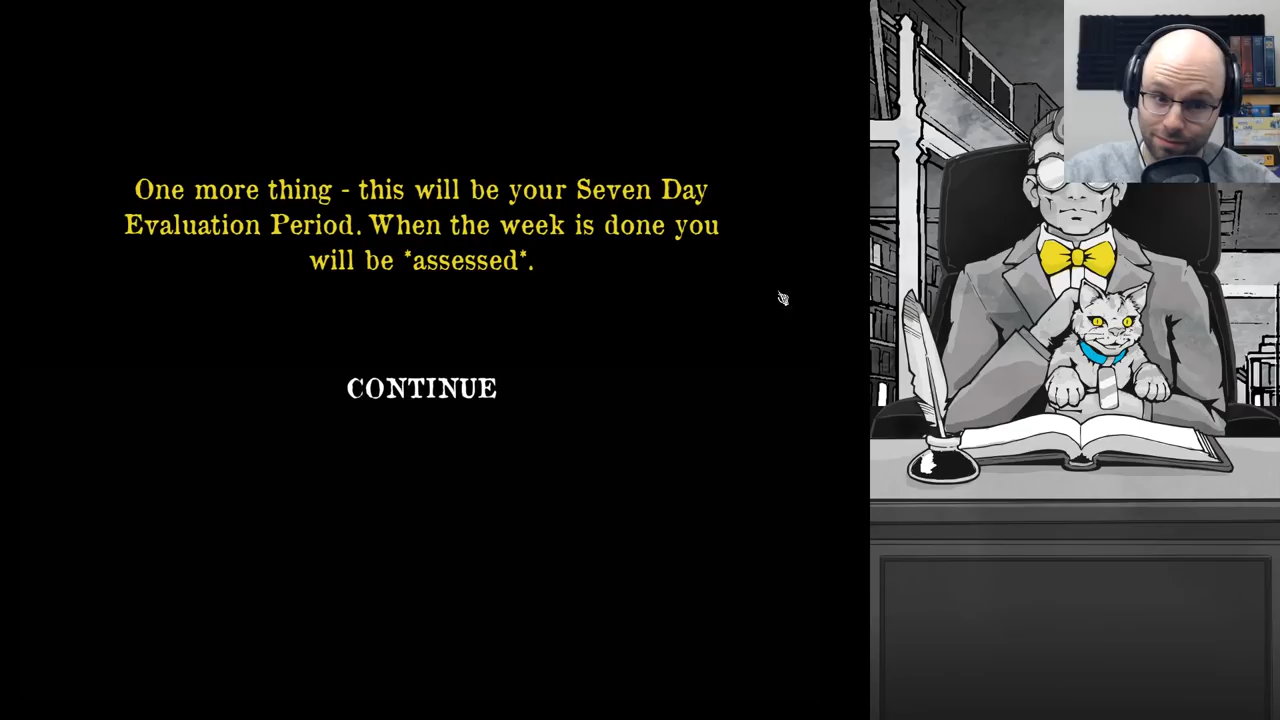 One more thing - this will be your Seven Day
Evaluation Period. When the week is done you
will be *assessed*.
CONTINUE